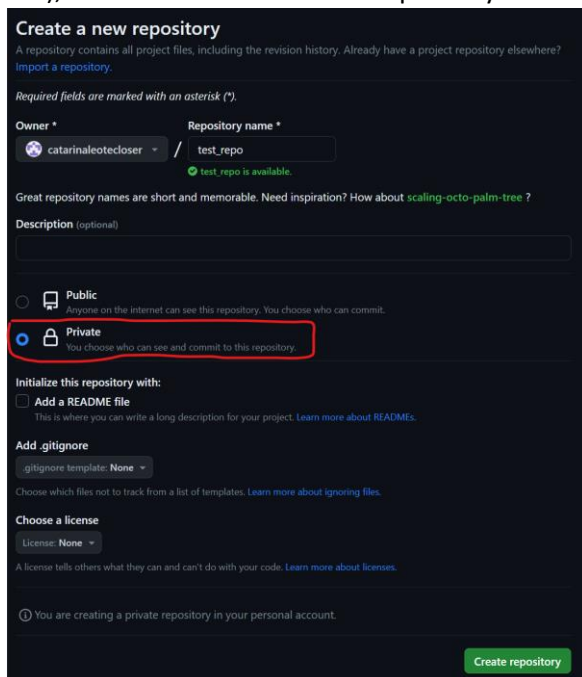 Create a new repository
A repository contains all project files, including the revision history. Already have a project repository elsewhere?
Import a repository.
Required fields are marked with an asterisk (*).
Owner * Repository name *
catarinaleotecloser / test_repo
test_repo is available.
Great repository names are short and memorable. Need inspiration? How about scaling-octo-palm-tree ?
Description (optional)
Public
Anyone on the internet can see this repository. You choose who can commit.
Private
You choose who can see and commit to this repository.
Initialize this repository with:
Add a README file
This is where you can write a long description for your project. Learn more about READMEs.
Add .gitignore
.gitignore template: None
Choose which files not to track from a list of templates. Learn more about ignoring files.
Choose a license
License: None
A license tells others what they can and can't do with your code. Learn more about licenses.
You are creating a private repository in your personal account.
Create repository